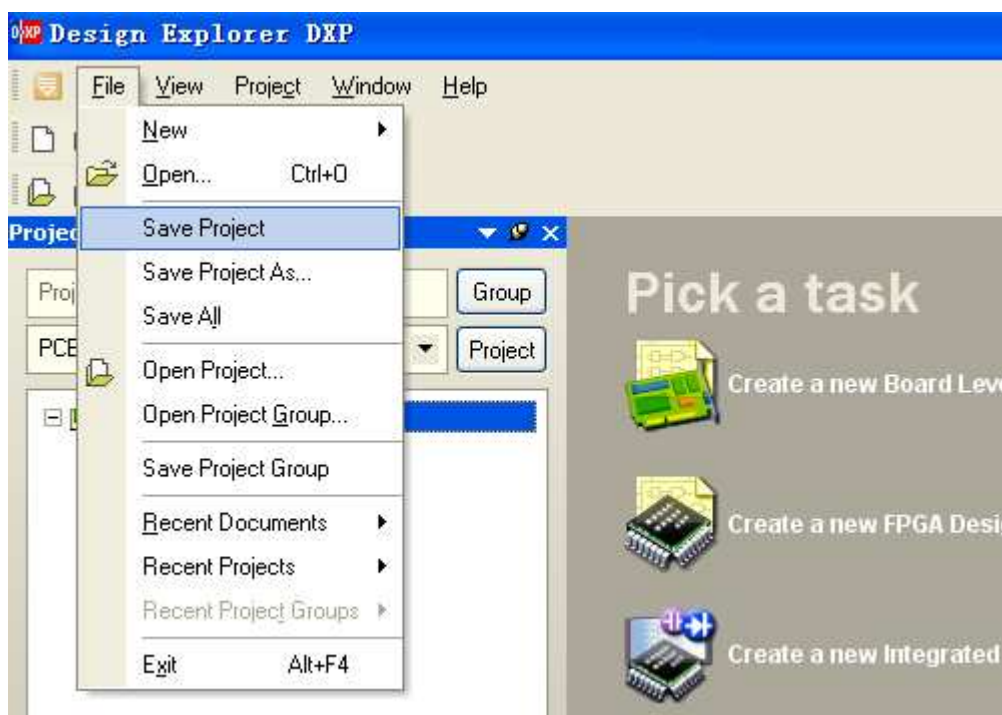 Design Explorer DXP
File View Project Window Help
New
Open... Ctrl+O
Save Project
Save Project As...
Save All
Open Project...
Open Project Group...
Save Project Group
Recent Documents
Recent Projects
Recent Project Groups
Exit Alt+F4
Group
Project
Pick a task
Create a new Board
Create a new FPGA
Create a new Integrated